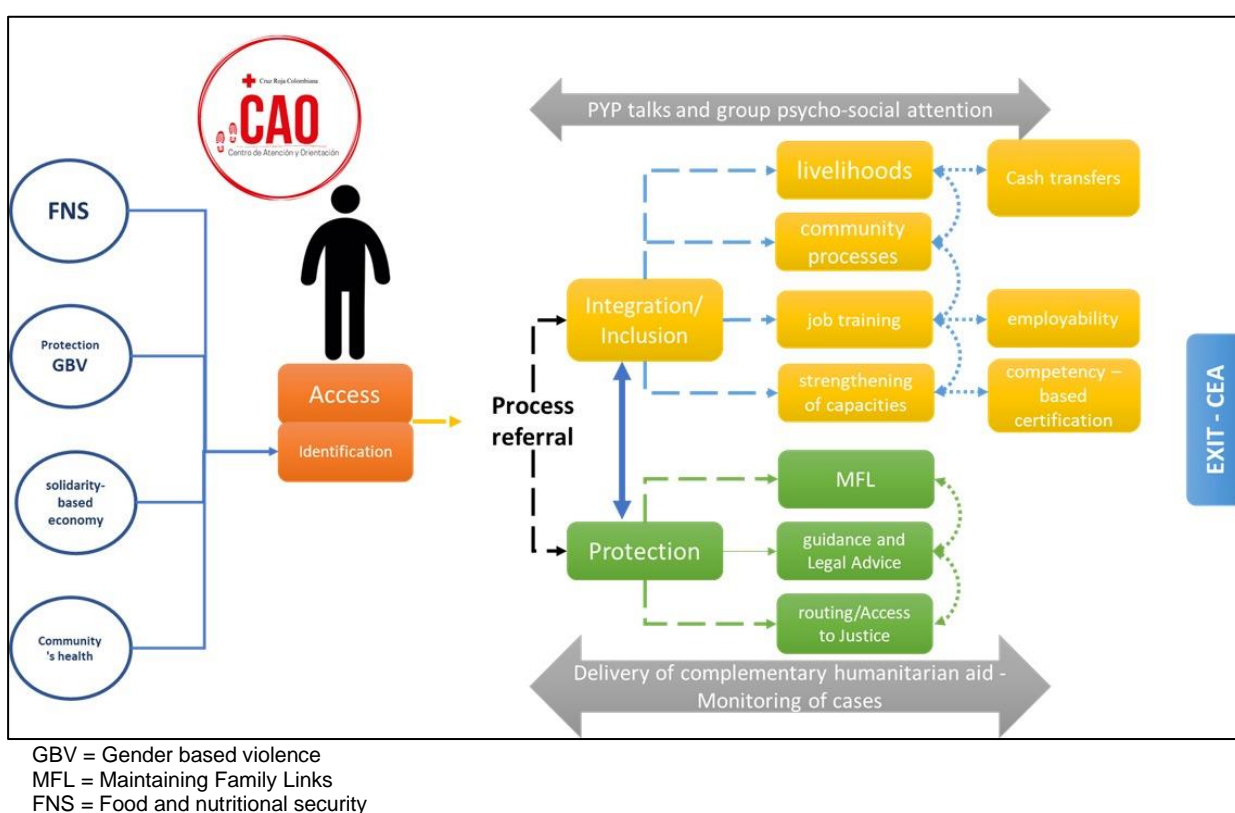 Cruz Roja Colombiana
CAO
Centro de Atención y Orientación
PYP talks and group psycho-social attention
FNS
Protection
GBV
solidarity-
based
economy
Community
's health
Access
Identification
Process
referral
Integration/
Inclusion
livelihoods
Cash transfers
community
processes
job training
employability
strengthening
of capacities
competency –
based
certification
Protection
MFL
guidance and
Legal Advice
routing/Access
to Justice
EXIT - CEA
Delivery of complementary humanitarian aid -
Monitoring of cases
GBV = Gender based violence
MFL = Maintaining Family Links
FNS = Food and nutritional security